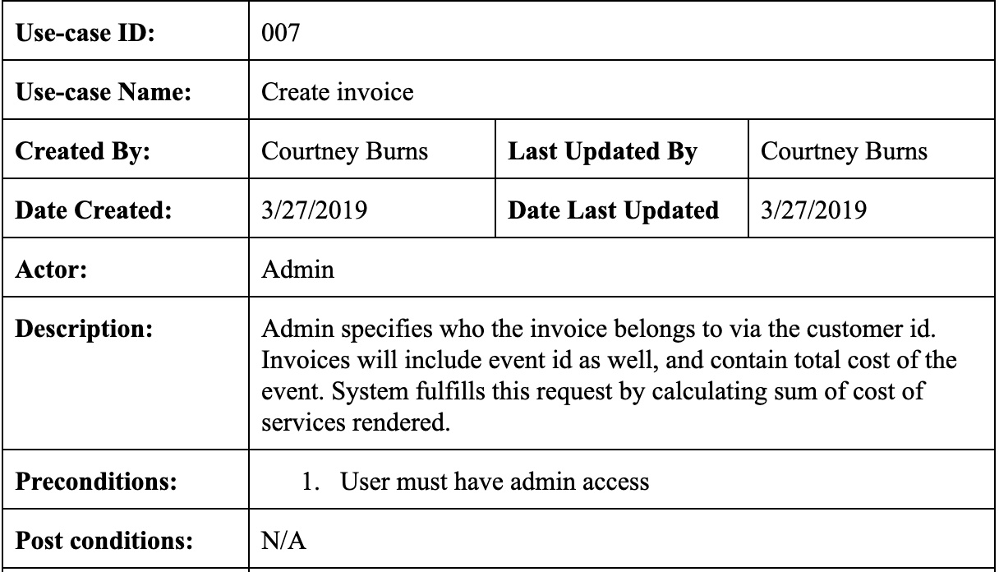 Use-case ID: 007
Use-case Name: Create invoice
Created By: Courtney Burns Last Updated By Courtney Burns
Date Created: 3/27/2019 Date Last Updated 3/27/2019
Actor: Admin
Description: Admin specifies who the invoice belongs to via the customer id.
Invoices will include event id as well, and contain total cost of the
event. System fulfills this request by calculating sum of cost of
services rendered.
Preconditions: 1. User must have admin access
Post conditions: N/A